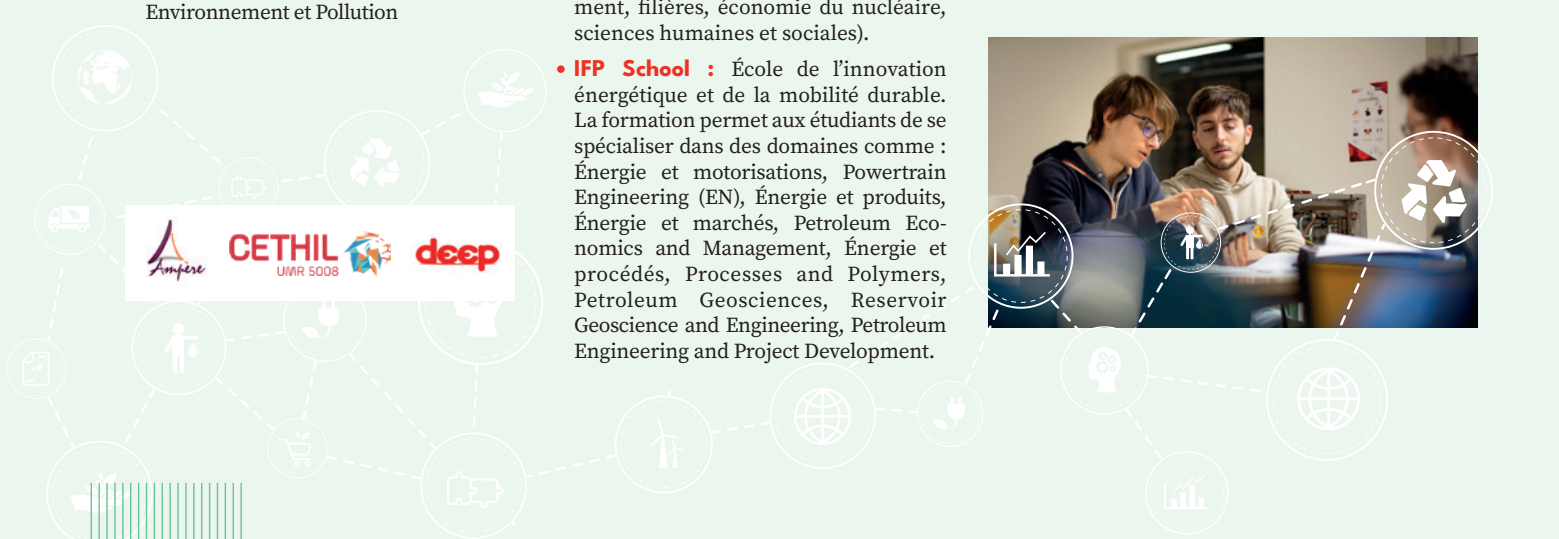 Environnement et Pollution
Ampère
CETHIL
UMR 5008
deep
ment, filières, économie du nucléaire,
sciences humaines et sociales).
• IFP School : École de l’innovation
énergétique et de la mobilité durable.
La formation permet aux étudiants de se
spécialiser dans des domaines comme :
Énergie et motorisations, Powertrain
Engineering (EN), Énergie et produits,
Énergie et marchés, Petroleum Eco-
nomics and Management, Énergie et
procédés, Processes and Polymers,
Petroleum Geosciences, Reservoir
Geoscience and Engineering, Petroleum
Engineering and Project Development.